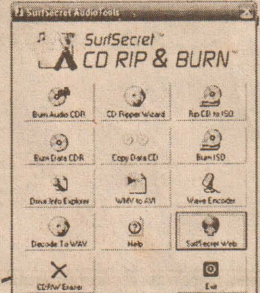 SurfSecret AudioTools
SurfSecret™
CD RIP & BURN™
Burn Audio CDR
CD Ripper Wizard
Rip CD to ISO
Burn Data CDR
Copy Data CD
Burn ISO
Drive Info Explorer
WMV to AVI
Wave Encoder
Decode To WAV
Help
SurfSecret Web
CD-RW Eraser
Exit